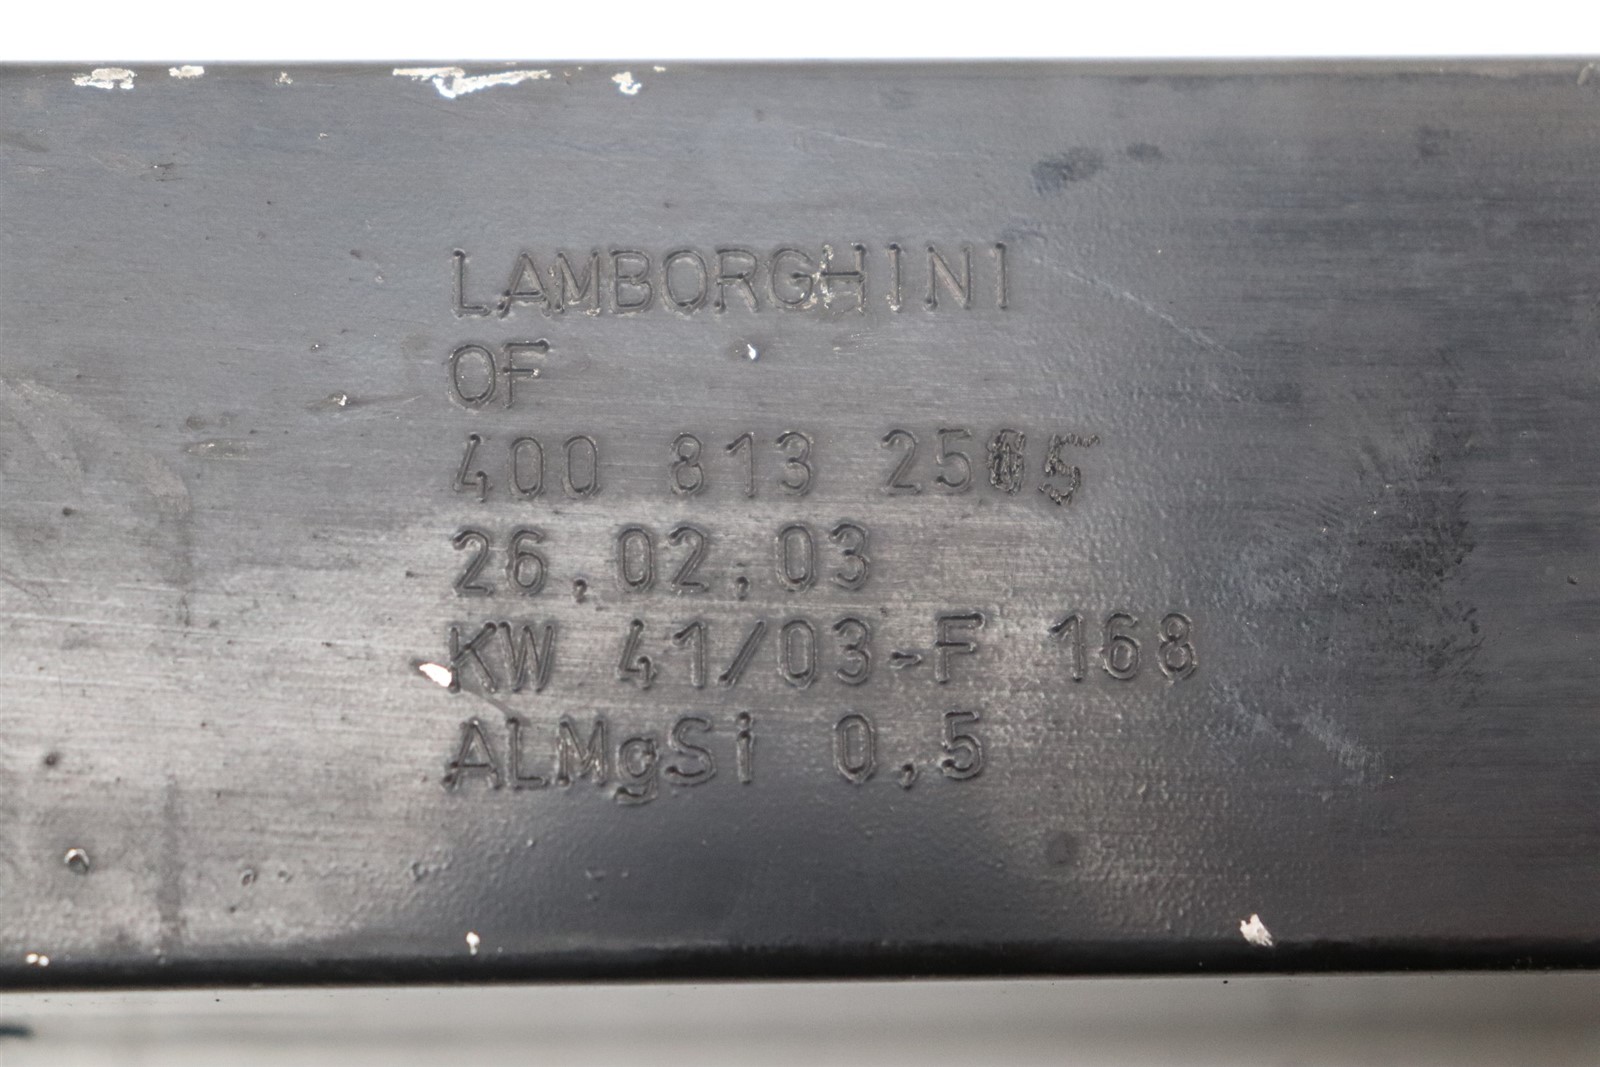 LAMBORGHINI
OF
400 813 2505
26.02.03
KW 41/03-F 168
ALMgSi 0,5